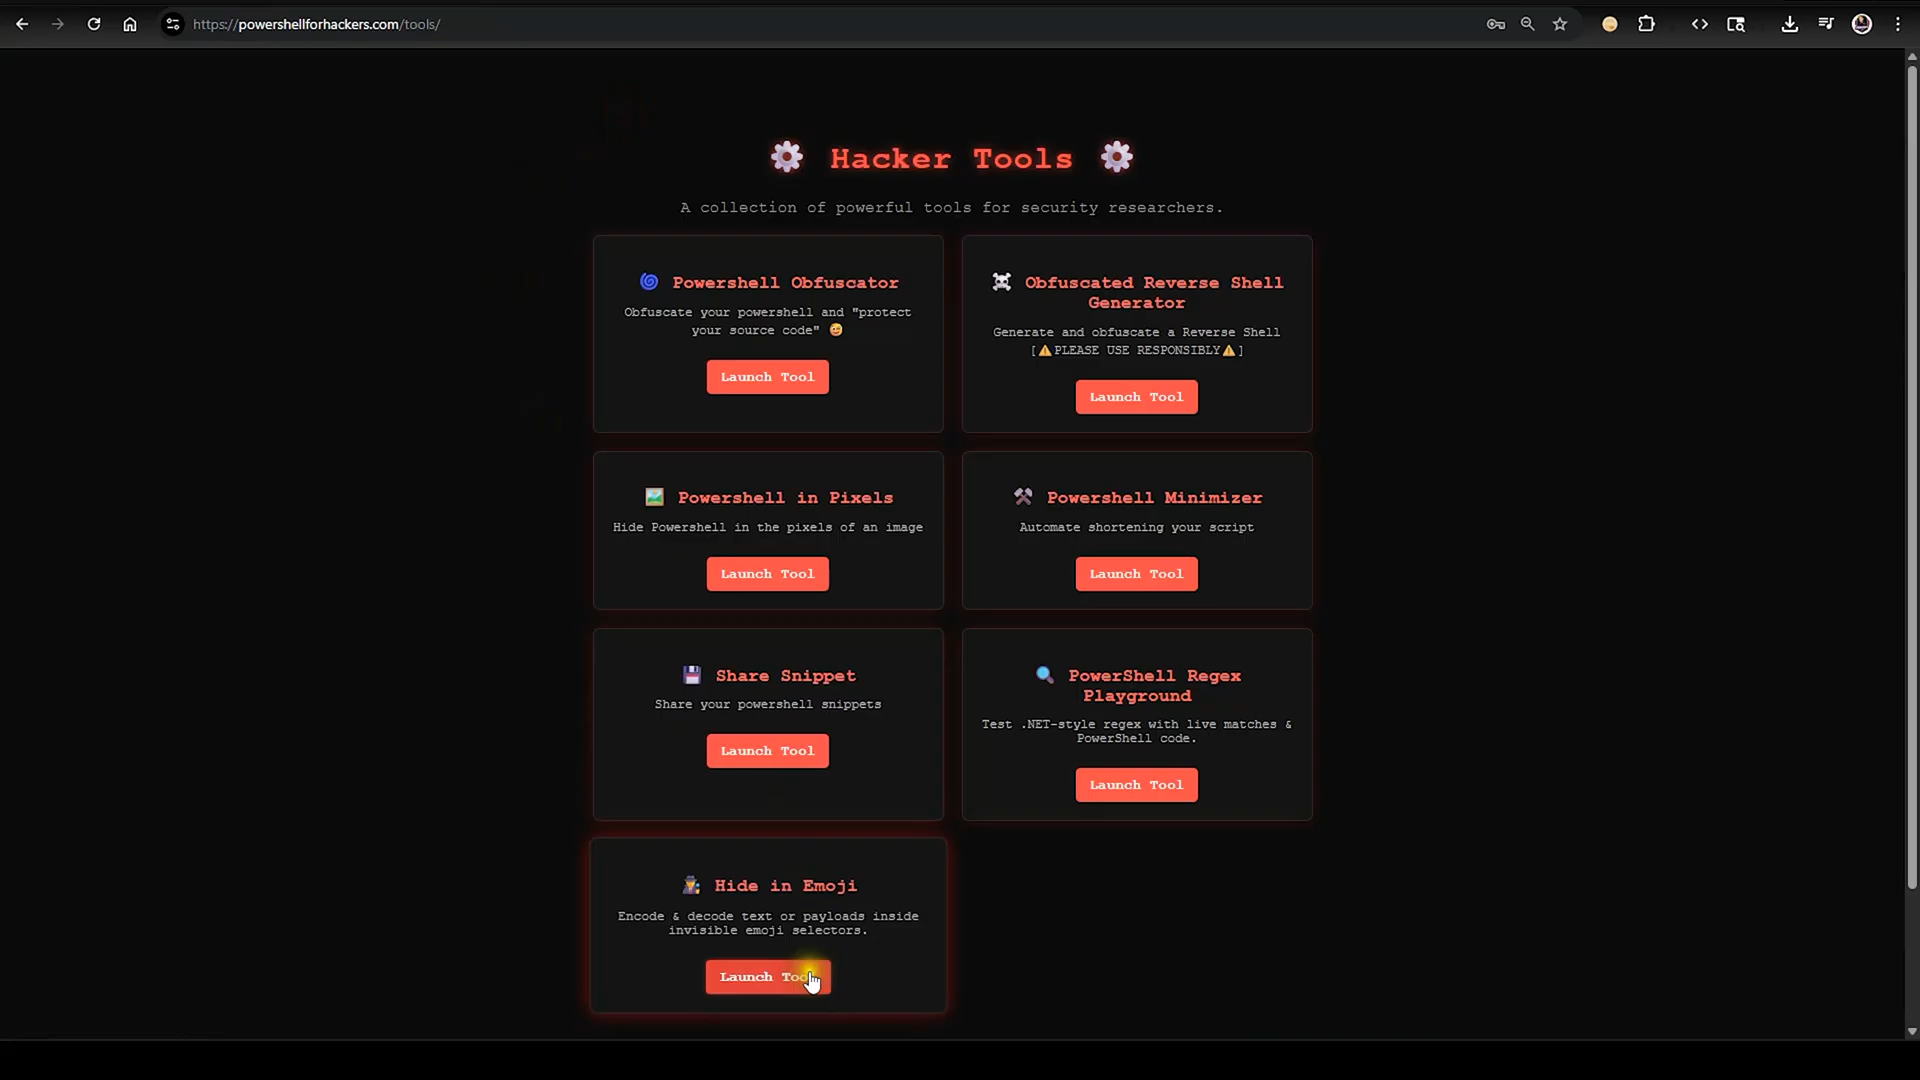 https://powershellforhackers.com/tools/
Hacker Tools
A collection of powerful tools for security researchers.
Powershell Obfuscator
Obfuscate your powershell and "protect
your source code" 😅
Launch Tool
Obfuscated Reverse Shell
Generator
Generate and obfuscate a Reverse Shell
[⚠️PLEASE USE RESPONSIBLY⚠️]
Launch Tool
Powershell in Pixels
Hide Powershell in the pixels of an image
Launch Tool
Powershell Minimizer
Automate shortening your script
Launch Tool
Share Snippet
Share your powershell snippets
Launch Tool
PowerShell Regex
Playground
Test .NET-style regex with live matches &
PowerShell code.
Launch Tool
Hide in Emoji
Encode & decode text or payloads inside
invisible emoji selectors.
Launch Tool